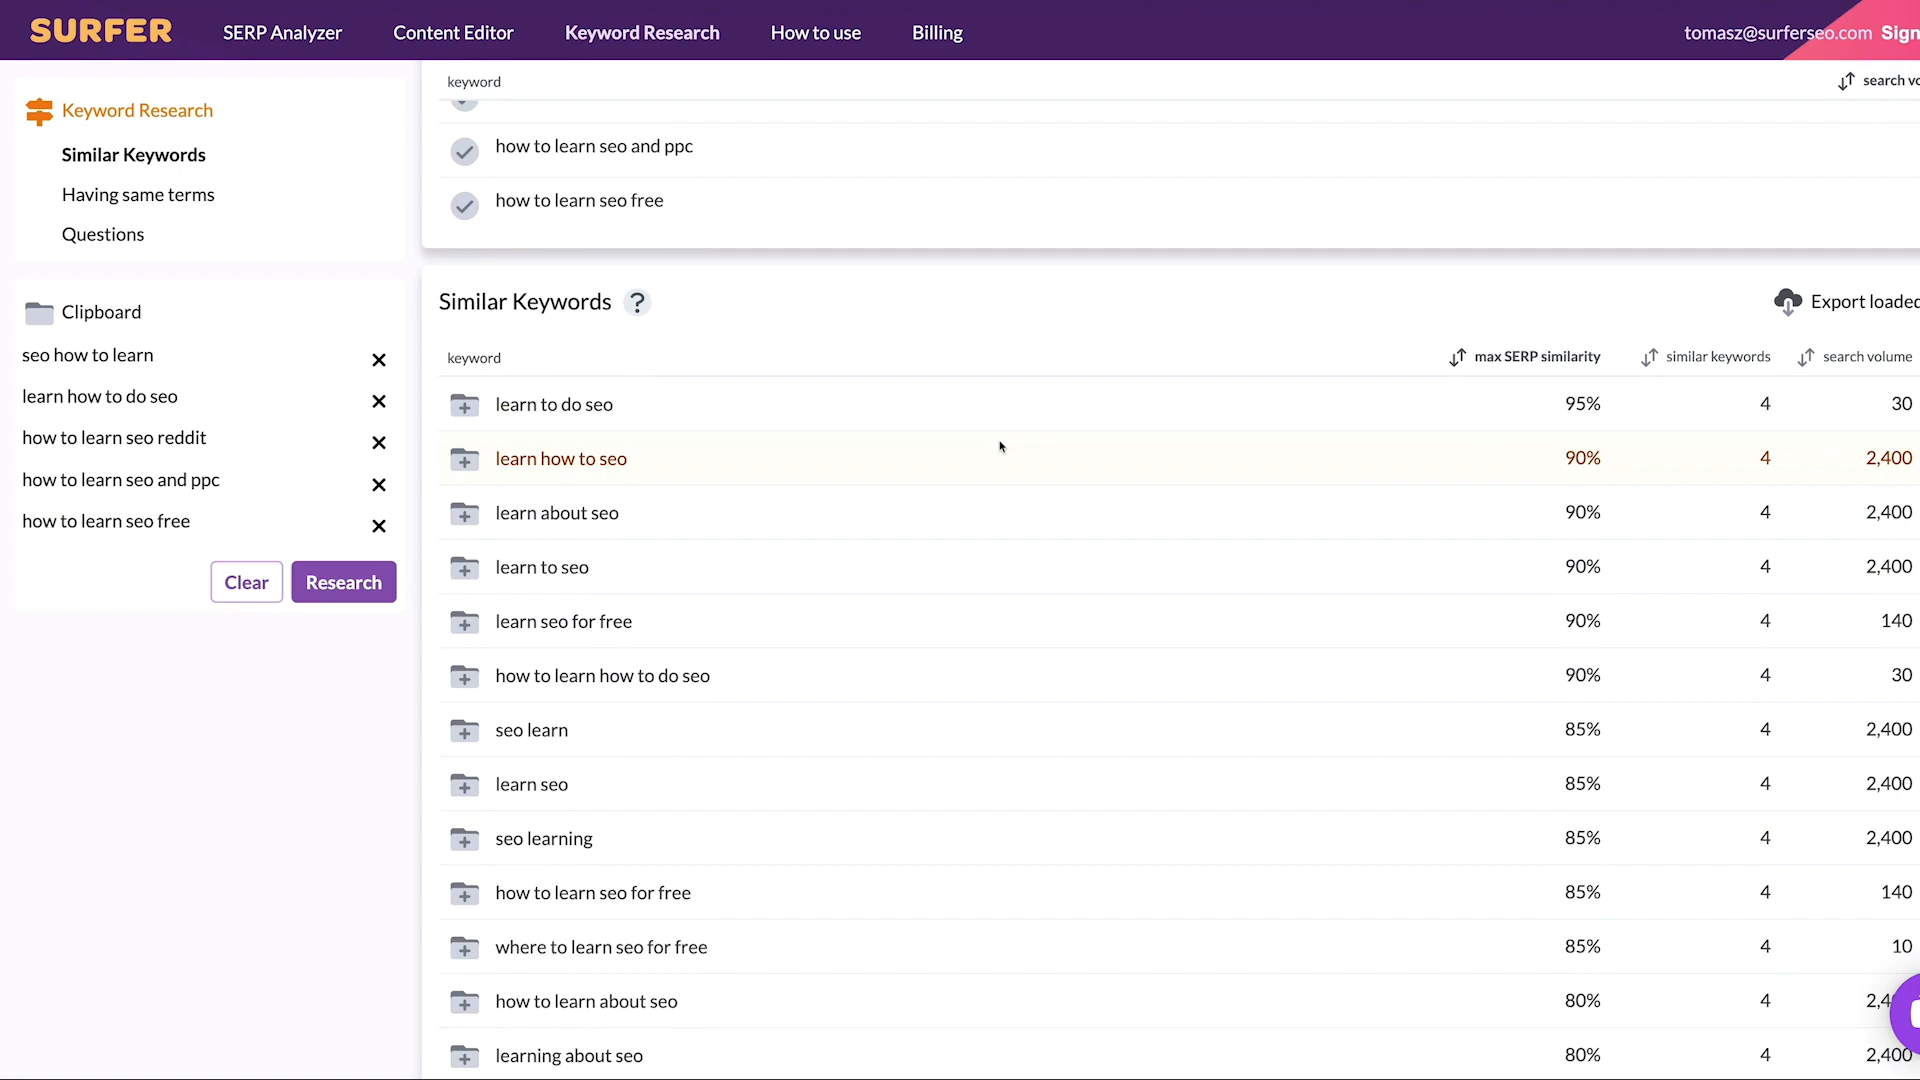 SURFER
SERP Analyzer
Content Editor
Keyword Research
How to use
Billing
tomasz@surferseo.com
Sign
Keyword Research
Similar Keywords
Having same terms
Questions
Clipboard
seo how to learn
learn how to do seo
how to learn seo reddit
how to learn seo and ppc
how to learn seo free
Clear
Research
keyword
search vo
how to learn seo and ppc
how to learn seo free
Similar Keywords ?
Export loaded
keyword max SERP similarity similar keywords search volume
learn to do seo 95% 4 30
learn how to seo 90% 4 2,400
learn about seo 90% 4 2,400
learn to seo 90% 4 2,400
learn seo for free 90% 4 140
how to learn how to do seo 90% 4 30
seo learn 85% 4 2,400
learn seo 85% 4 2,400
seo learning 85% 4 2,400
how to learn seo for free 85% 4 140
where to learn seo for free 85% 4 10
how to learn about seo 80% 4 2,4
learning about seo 80% 4 2,400